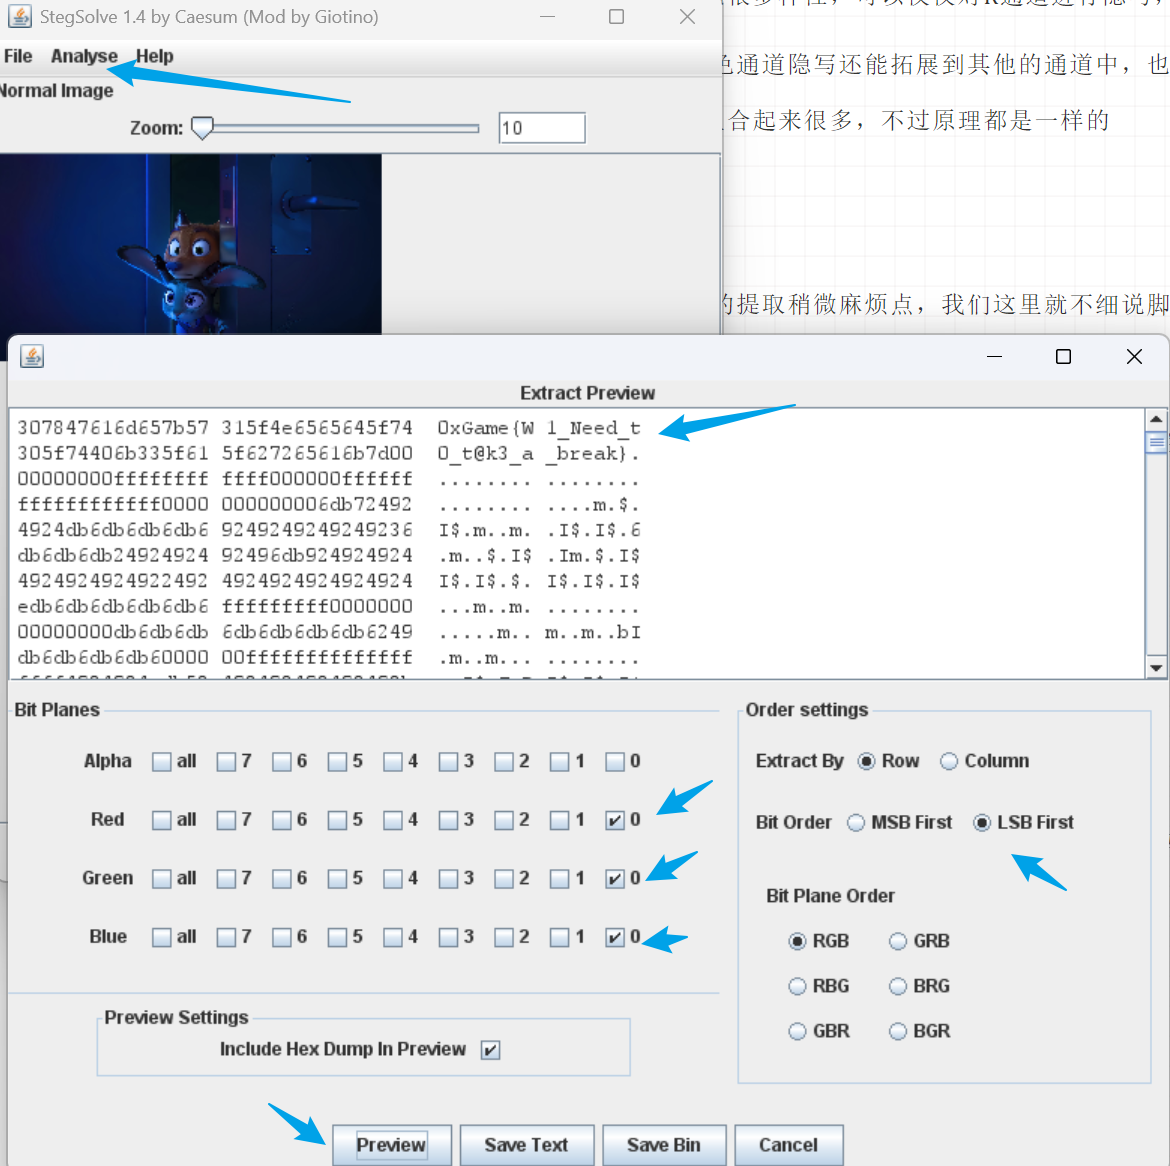 StegSolve 1.4 by Caesum (Mod by Giotino)
File Analyse Help
Normal Image
Zoom: 10
色通道隐写还能拓展到其他的通道中，也
合起来很多，不过原理都是一样的
的提取稍微麻烦点，我们这里就不细说脚
Extract Preview
307847616d657b57 315f4e6565645f74 0xGame{W 1_Need_t
305f74406b335f61 5f627265616b7d00 0_t@k3_a _break}.
00000000ffffffff ffff000000ffffff ........ ........
ffffffffffff0000 000000006db72492 ........ ....m.$.
4924db6db6db6db6 9249249249249236 I$.m..m. .I$.I$.6
db6db6db24924924 92496db924924924 .m..$.I$ .Im.$.I$
4924924924922492 4924924924924924 I$.I$.$. I$.I$.I$
edb6db6db6db6db6 fffffffff0000000 ...m..m. ........
00000000db6db6db 6db6db6db6db6249 .....m.. m..m..bI
db6db6db6db60000 00ffffffffffffff .m..m... ........
Bit Planes
Alpha all 7 6 5 4 3 2 1 0
Red all 7 6 5 4 3 2 1 0
Green all 7 6 5 4 3 2 1 0
Blue all 7 6 5 4 3 2 1 0
Preview Settings
Include Hex Dump In Preview
Order settings
Extract By Row Column
Bit Order MSB First LSB First
Bit Plane Order
RGB GRB
RBG BRG
GBR BGR
Preview Save Text Save Bin Cancel